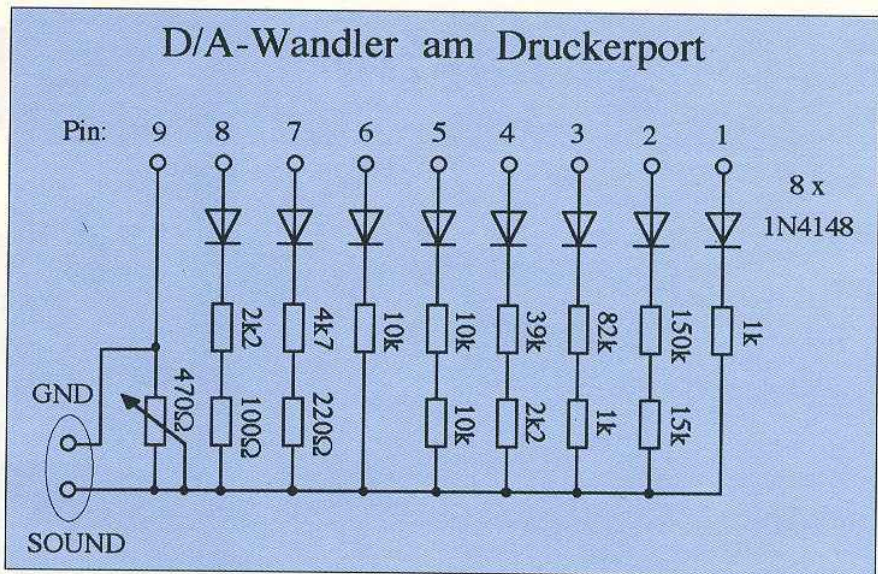 D/A-Wandler am Druckerport
Pin: 9 8 7 6 5 4 3 2 1
8 x
1N4148
2k2 4k7 10k 10k 39k 82k 150k 1k
470Ω
100Ω 220Ω 10k 2k2 1k 15k
GND
SOUND